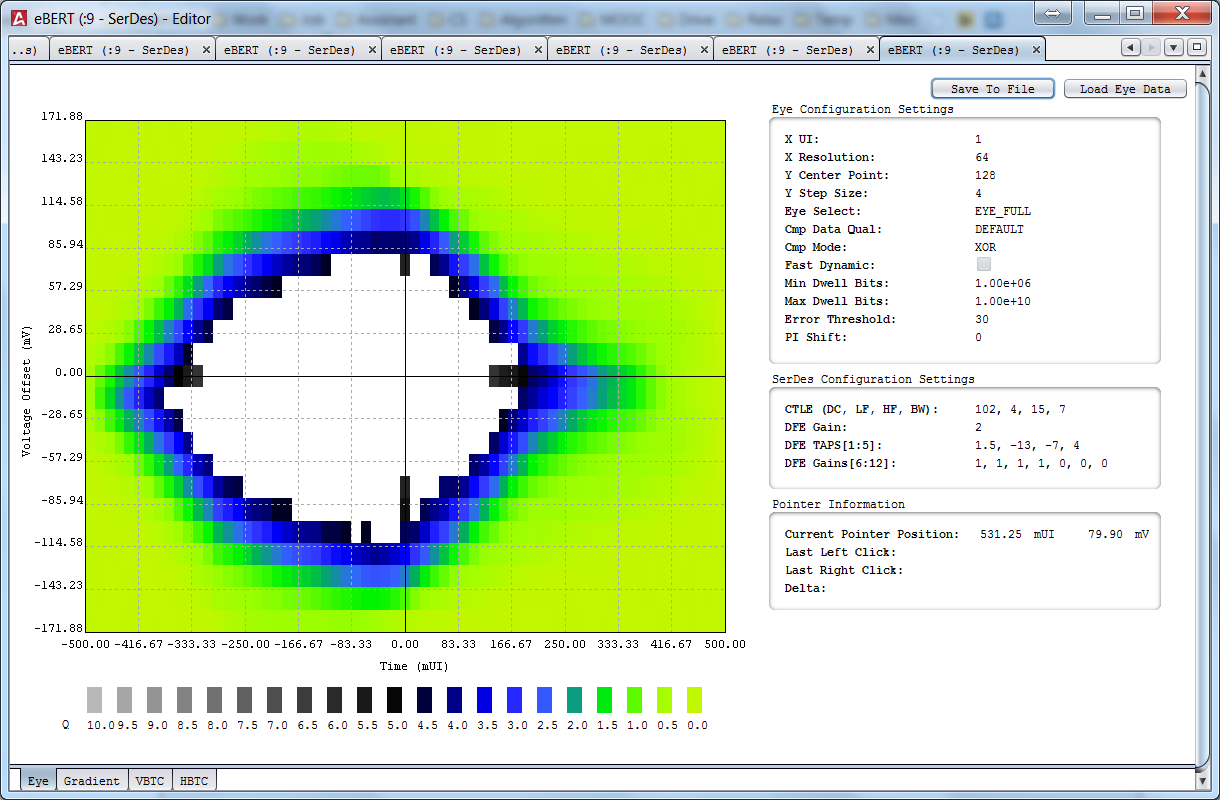 eBERT (:9 - SerDes) - Editor
..s) eBERT (:9 - SerDes) eBERT (:9 - SerDes) eBERT (:9 - SerDes) eBERT (:9 - SerDes) eBERT (:9 - SerDes) eBERT (:9 - SerDes)
Save To File Load Eye Data
171.88
143.23
114.58
85.94
57.29
28.65
0.00
-28.65
-57.29
-85.94
-114.58
-143.23
-171.88
Voltage Offset (mV)
-500.00 -416.67 -333.33 -250.00 -166.67 -83.33 0.00 83.33 166.67 250.00 333.33 416.67 500.00
Time (mUI)
Q 10.0 9.5 9.0 8.5 8.0 7.5 7.0 6.5 6.0 5.5 5.0 4.5 4.0 3.5 3.0 2.5 2.0 1.5 1.0 0.5 0.0
Eye Configuration Settings
X UI: 1
X Resolution: 64
Y Center Point: 128
Y Step Size: 4
Eye Select: EYE_FULL
Cmp Data Qual: DEFAULT
Cmp Mode: XOR
Fast Dynamic:
Min Dwell Bits: 1.00e+06
Max Dwell Bits: 1.00e+10
Error Threshold: 30
PI Shift: 0
SerDes Configuration Settings
CTLE (DC, LF, HF, BW): 102, 4, 15, 7
DFE Gain: 2
DFE TAPS[1:5]: 1.5, -13, -7, 4
DFE Gains[6:12]: 1, 1, 1, 1, 0, 0, 0
Pointer Information
Current Pointer Position: 531.25 mUI 79.90 mV
Last Left Click:
Last Right Click:
Delta:
Eye Gradient VBTC HBTC